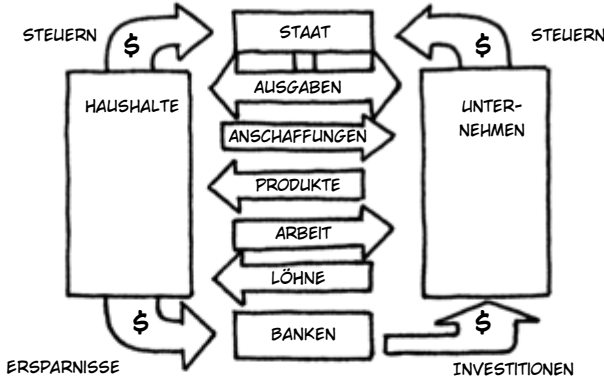 STEUERN
$
STAAT
$
STEUERN
AUSGABEN
HAUSHALTE
UNTER-
NEHMEN
ANSCHAFFUNGEN
PRODUKTE
ARBEIT
LÖHNE
$
BANKEN
$
ERSPARNISSE
INVESTITIONEN